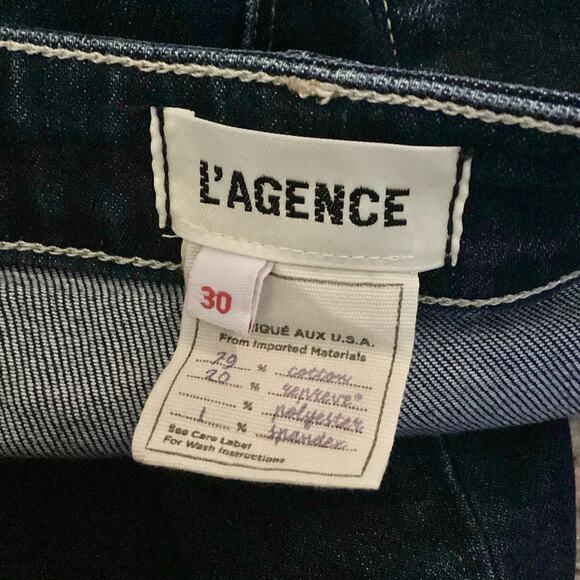 L'AGENCE
30
IQUÉ AUX U.S.A.
From Imported Materials
79 % cotton
20 % repreve®
% polyester
1 % spandex
See Care Label
For Wash Instructions